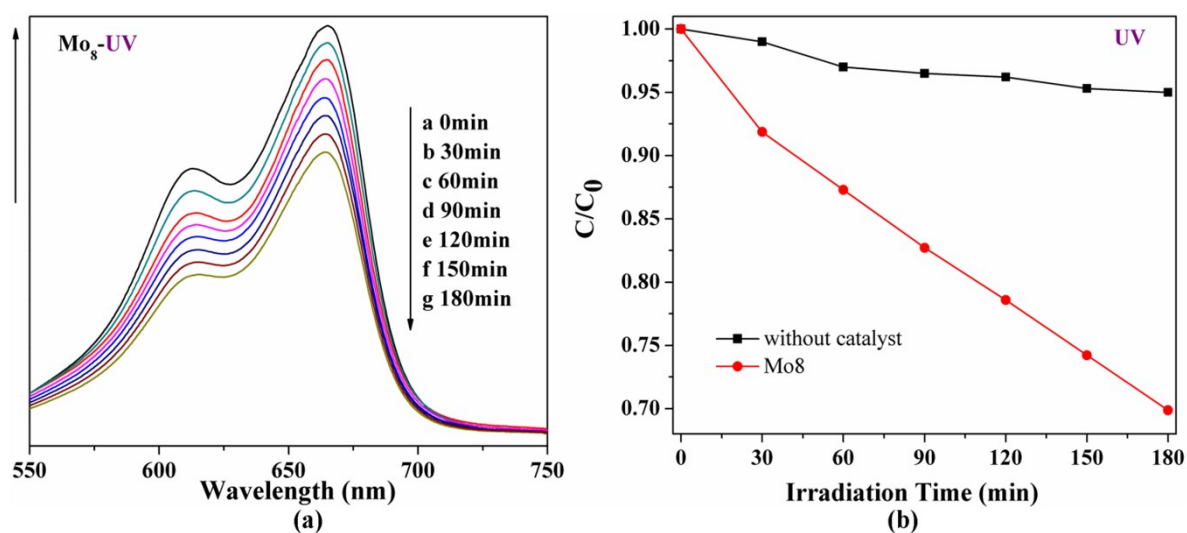 Mo8-UV
a 0min
b 30min
c 60min
d 90min
e 120min
f 150min
g 180min
550 600 650 700 750
Wavelength (nm)
(a)
UV
1.00
0.95
0.90
0.85
0.80
0.75
0.70
C/C0
without catalyst
Mo8
0 30 60 90 120 150 180
Irradiation Time (min)
(b)